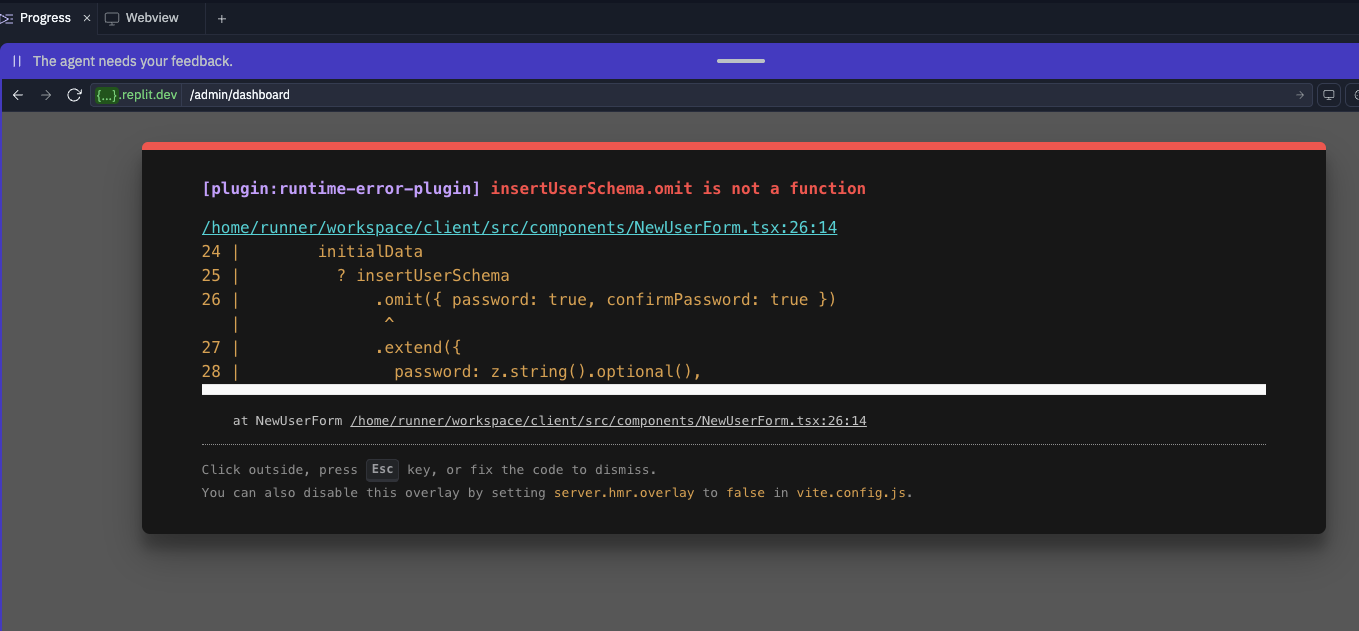 Progress × Webview +
The agent needs your feedback.
{...}.replit.dev /admin/dashboard
[plugin:runtime-error-plugin] insertUserSchema.omit is not a function
/home/runner/workspace/client/src/components/NewUserForm.tsx:26:14
24 |        initialData
25 |          ? insertUserSchema
26 |              .omit({ password: true, confirmPassword: true })
   |               ^
27 |              .extend({
28 |                password: z.string().optional(),
at NewUserForm /home/runner/workspace/client/src/components/NewUserForm.tsx:26:14
Click outside, press Esc key, or fix the code to dismiss.
You can also disable this overlay by setting server.hmr.overlay to false in vite.config.js.